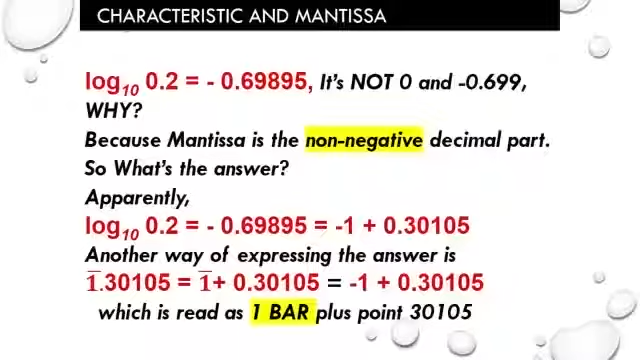 CHARACTERISTIC AND MANTISSA
log₁₀ 0.2 = - 0.69895, It's NOT 0 and -0.699,
WHY?
Because Mantissa is the non-negative decimal part.
So What's the answer?
Apparently,
log₁₀ 0.2 = - 0.69895 = -1 + 0.30105
Another way of expressing the answer is
1̅.30105 = 1̅+ 0.30105 = -1 + 0.30105
which is read as 1 BAR plus point 30105